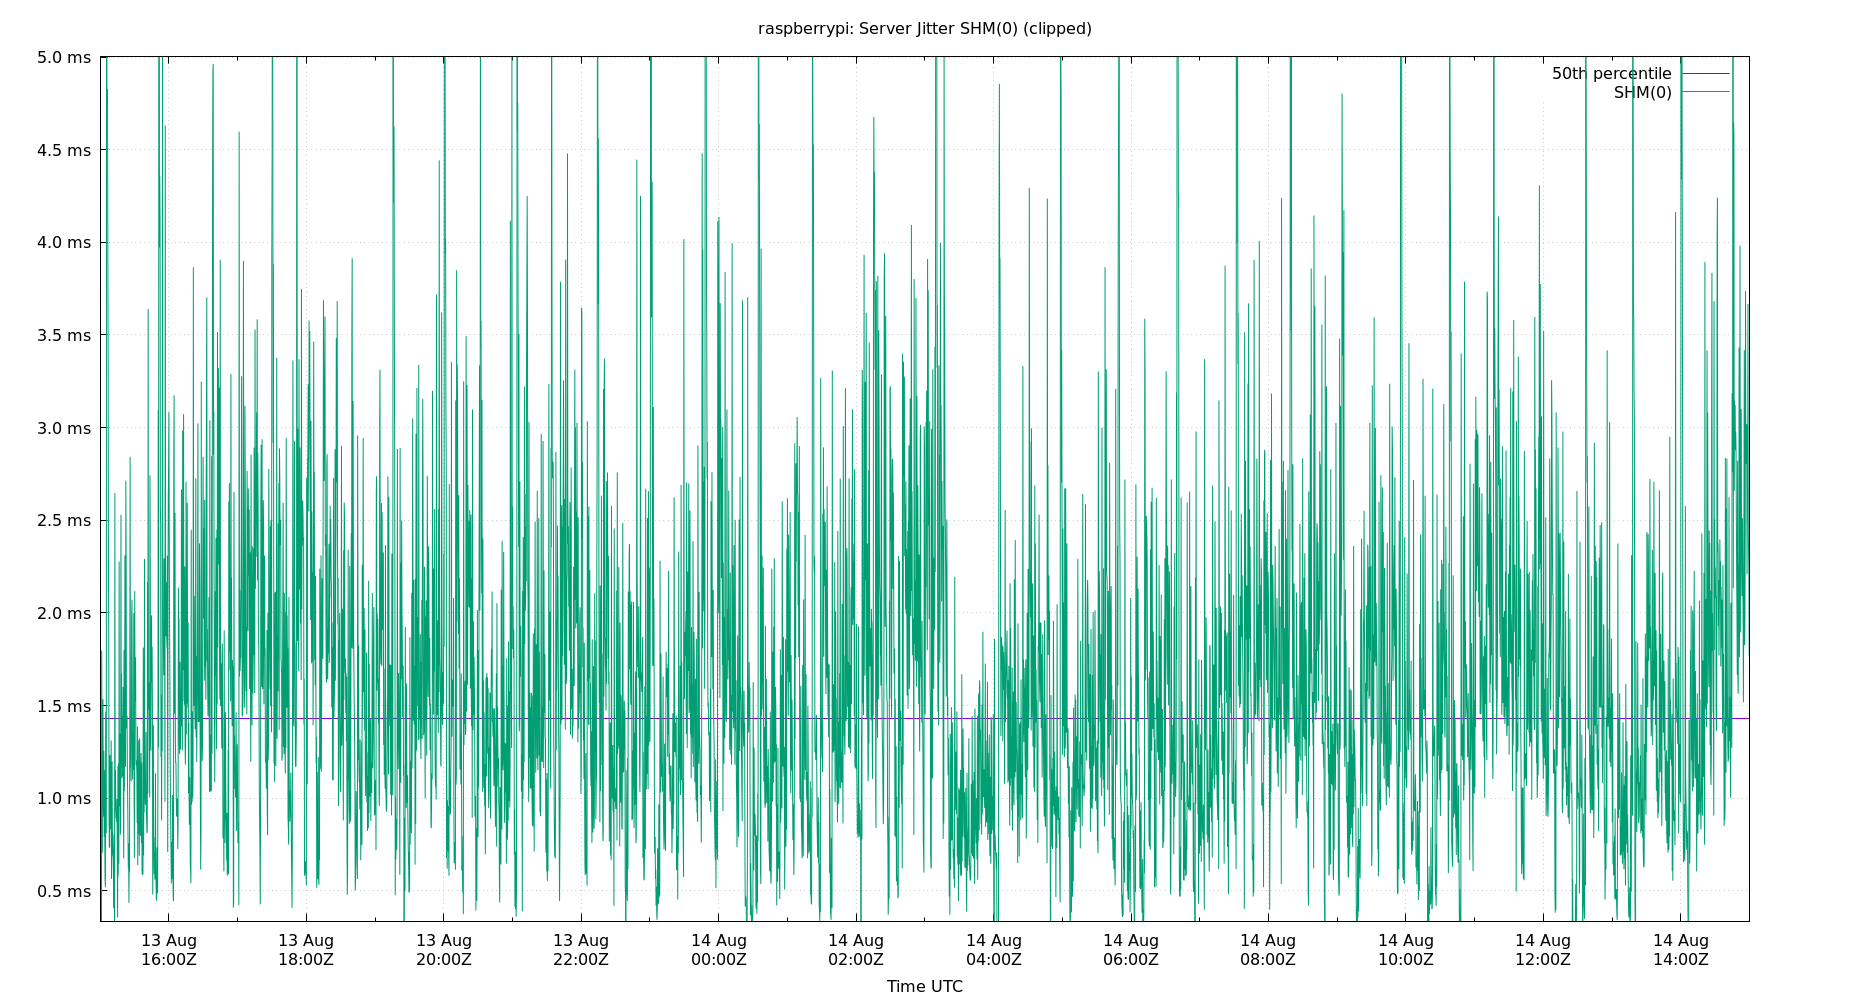 raspberrypi: Server Jitter SHM(0) (clipped)
5.0 ms
4.5 ms
4.0 ms
3.5 ms
3.0 ms
2.5 ms
2.0 ms
1.5 ms
1.0 ms
0.5 ms
50th percentile
SHM(0)
13 Aug 13 Aug 13 Aug 13 Aug 14 Aug 14 Aug 14 Aug 14 Aug 14 Aug 14 Aug 14 Aug 14 Aug
16:00Z 18:00Z 20:00Z 22:00Z 00:00Z 02:00Z 04:00Z 06:00Z 08:00Z 10:00Z 12:00Z 14:00Z
Time UTC